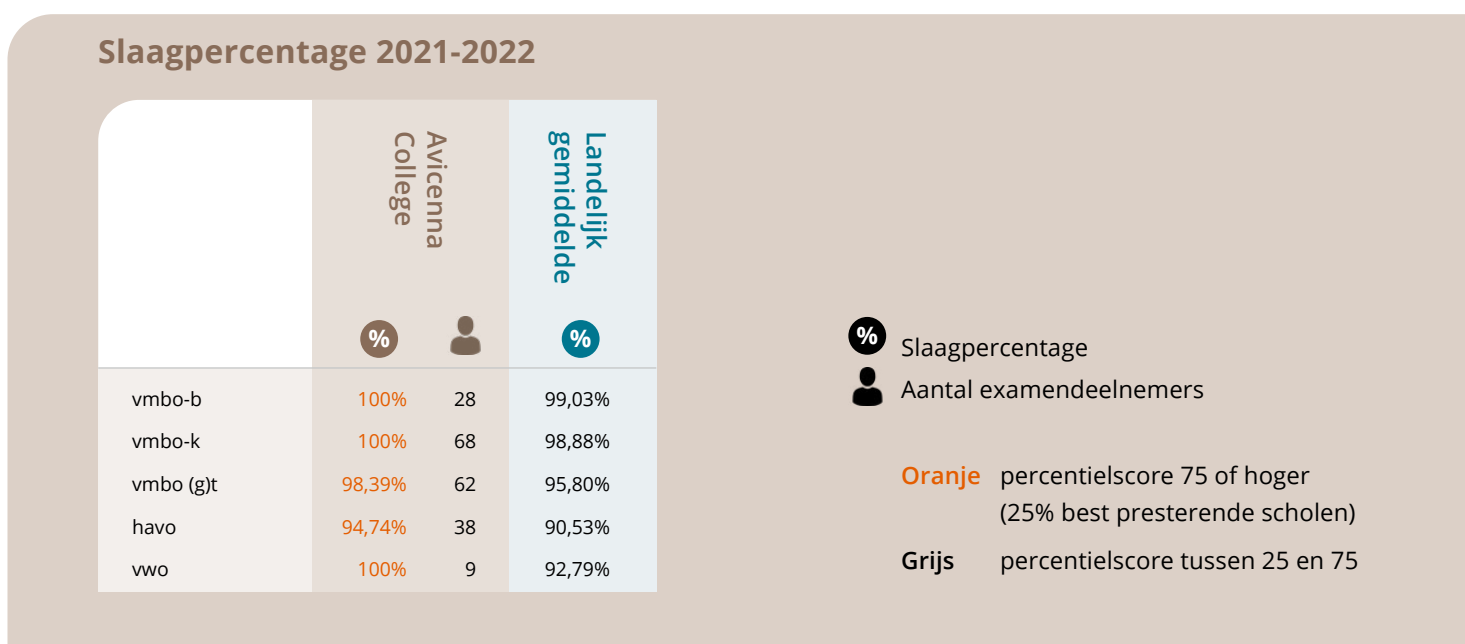 Slaagpercentage 2021-2022
Avicenna
College
Landelijk
gemiddelde
% %
vmbo-b 100% 28 99,03%
vmbo-k 100% 68 98,88%
vmbo (g)t 98,39% 62 95,80%
havo 94,74% 38 90,53%
vwo 100% 9 92,79%
% Slaagpercentage
Aantal examendeelnemers
Oranje percentielscore 75 of hoger
(25% best presterende scholen)
Grijs percentielscore tussen 25 en 75